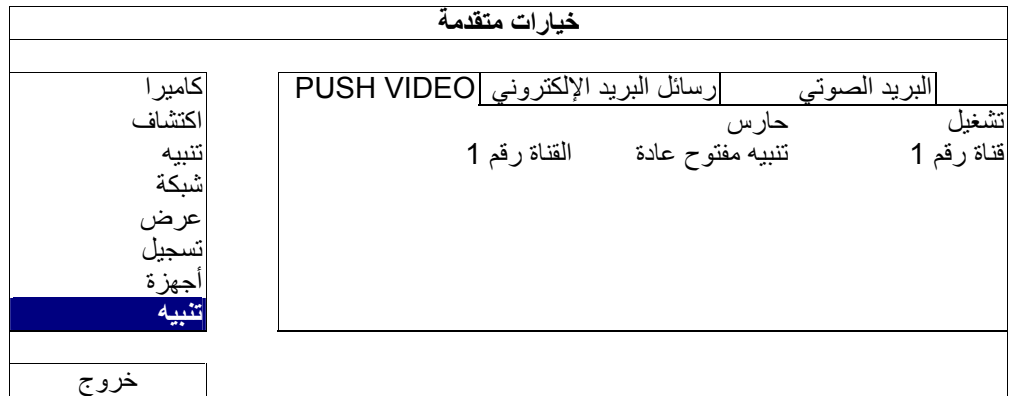 خيارات متقدمة
كاميرا
اكتشاف
تنبيه
شبكة
عرض
تسجيل
أجهزة
تنبيه
البريد الصوتي رسائل البريد الإلكتروني PUSH VIDEO
تشغيل حارس
قناة رقم 1 تنبيه مفتوح عادة القناة رقم 1
خروج